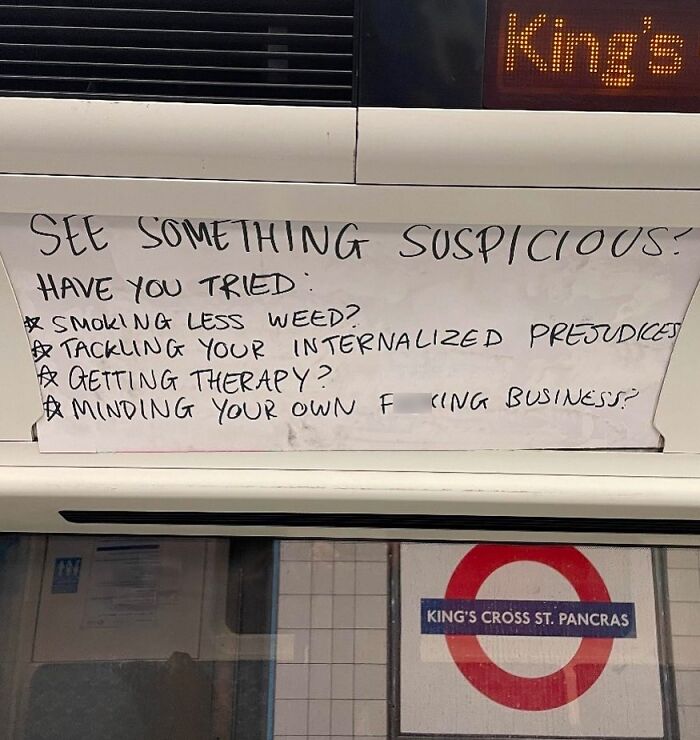 King's
SEE SOMETHING SUSPICIOUS?
HAVE YOU TRIED:
☆ SMOKING LESS WEED?
☆ TACKLING YOUR INTERNALIZED PREJUDICES
☆ GETTING THERAPY?
☆ MINDING YOUR OWN F KING BUSINESS?
KING'S CROSS ST. PANCRAS